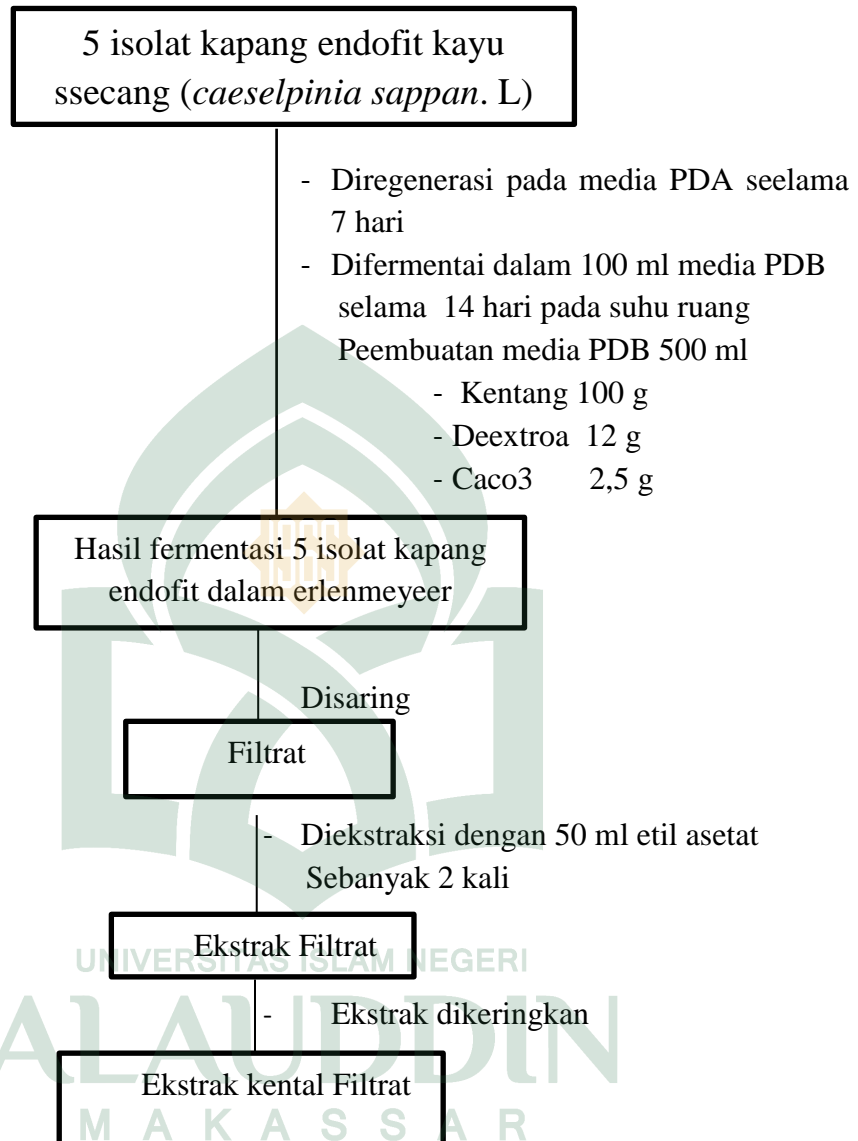 5 isolat kapang endofit kayu
ssecang (caeselpinia sappan. L)
- Diregenerasi pada media PDA seelama
7 hari
- Difermentai dalam 100 ml media PDB
selama 14 hari pada suhu ruang
Peembuatan media PDB 500 ml
- Kentang 100 g
- Deextroa 12 g
- Caco3 2,5 g
Hasil fermentasi 5 isolat kapang
endofit dalam erlenmeyeer
Disaring
Filtrat
- Diekstraksi dengan 50 ml etil asetat
Sebanyak 2 kali
Ekstrak Filtrat
UNIVERSITAS ISLAM NEGERI
- Ekstrak dikeringkan
ALAUDDIN
Ekstrak kental Filtrat
MAKASSAR